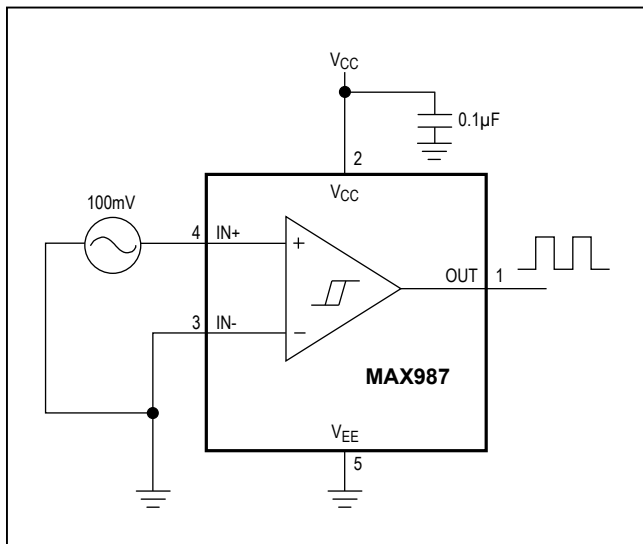 VCC
0.1µF
2
VCC
100mV
4 IN+
+
OUT 1
3 IN-
−
MAX987
VEE
5